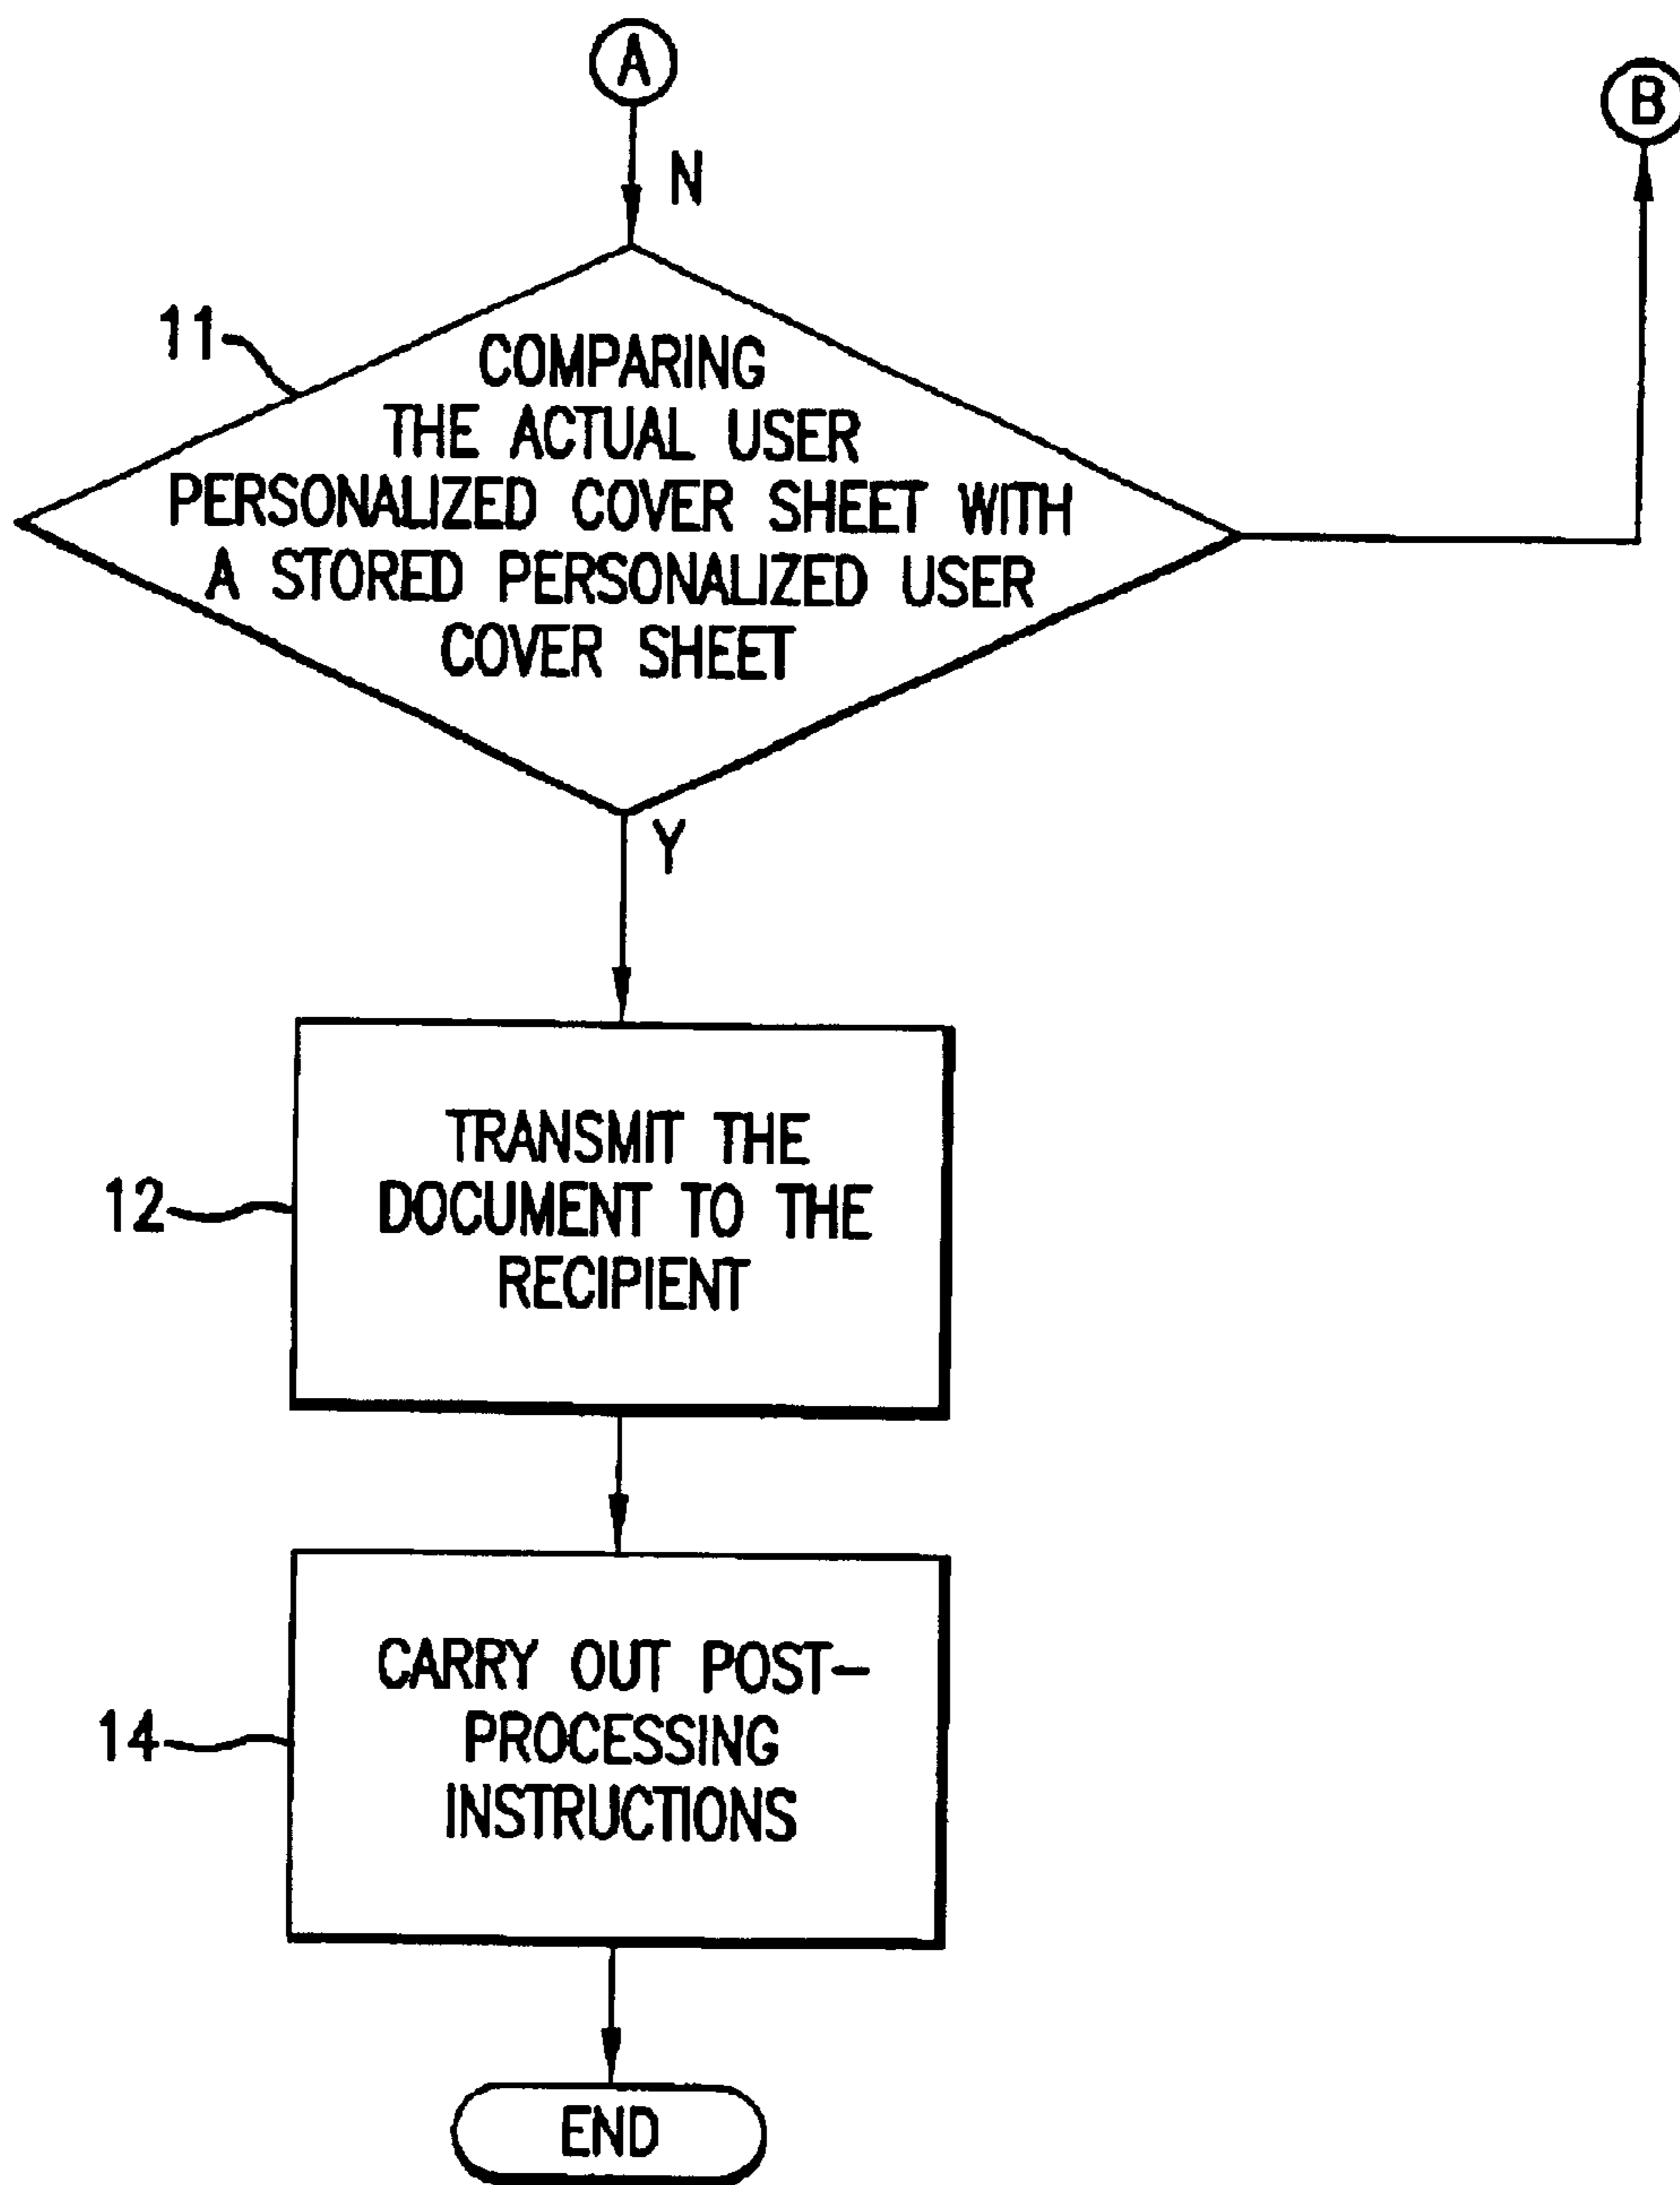 A
B
N
11
COMPARING
THE ACTUAL USER
PERSONALIZED COVER SHEET WITH
A STORED PERSONALIZED USER
COVER SHEET
Y
12
TRANSMIT THE
DOCUMENT TO THE
RECIPIENT
14
CARRY OUT POST-
PROCESSING
INSTRUCTIONS
END